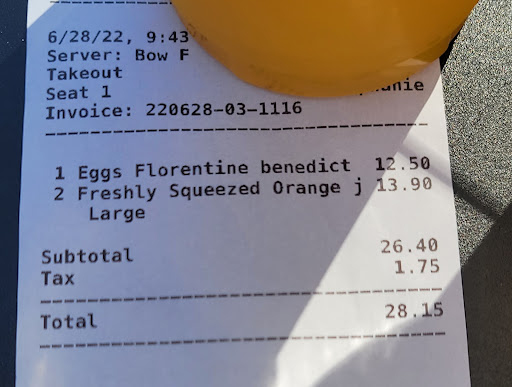 6/28/22, 9:43
Server: Bow F
Takeout
Seat 1
Invoice: 220628-03-1116
1 Eggs Florentine benedict 12.50
2 Freshly Squeezed Orange j 13.90
Large
Subtotal 26.40
Tax 1.75
Total 28.15